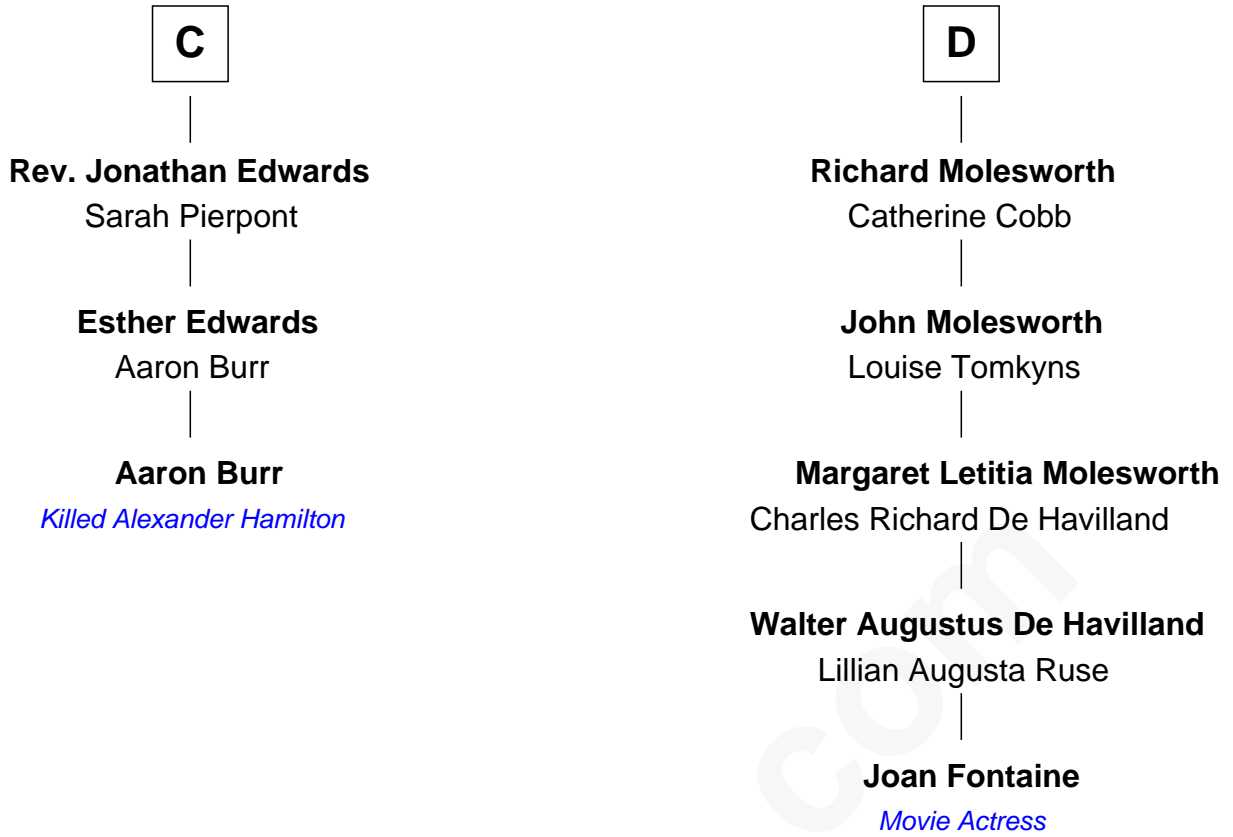 C
Rev. Jonathan Edwards
Sarah Pierpont
Esther Edwards
Aaron Burr
Aaron Burr
Killed Alexander Hamilton
D
Richard Molesworth
Catherine Cobb
John Molesworth
Louise Tomkyns
Margaret Letitia Molesworth
Charles Richard De Havilland
Walter Augustus De Havilland
Lillian Augusta Ruse
Joan Fontaine
Movie Actress
com